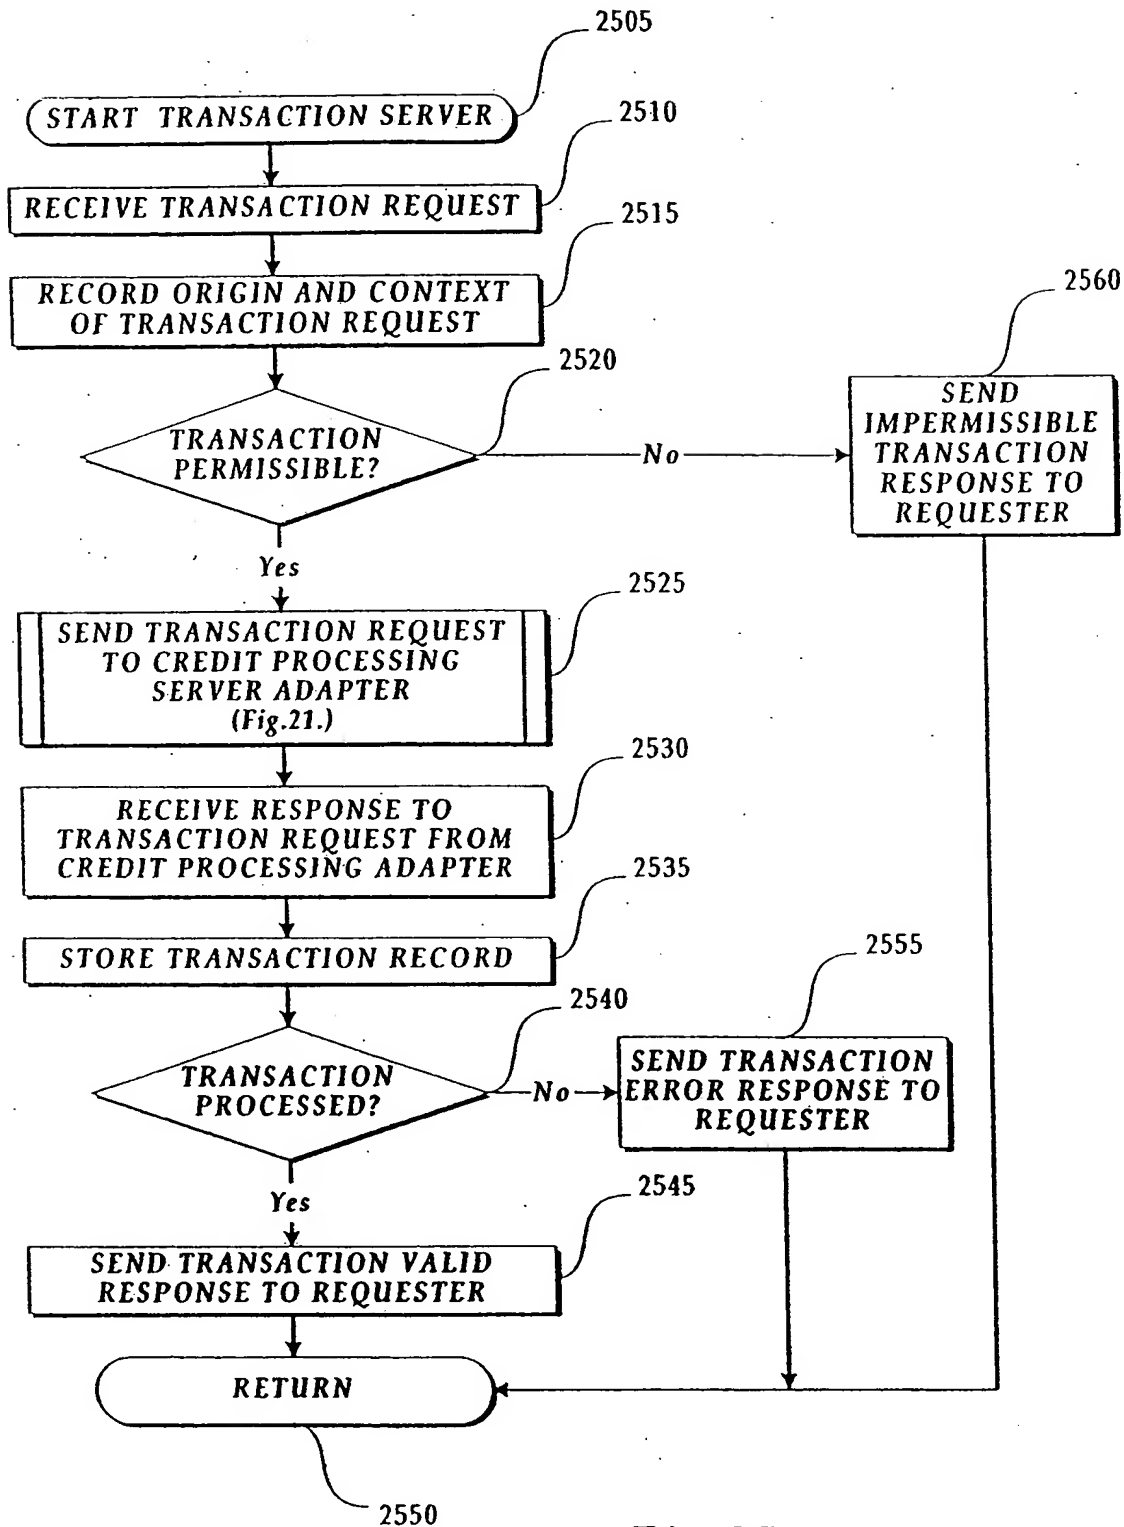 2505
START TRANSACTION SERVER
2510
RECEIVE TRANSACTION REQUEST
2515
RECORD ORIGIN AND CONTEXT
OF TRANSACTION REQUEST
2520
TRANSACTION
PERMISSIBLE?
No
2560
SEND
IMPERMISSIBLE
TRANSACTION
RESPONSE TO
REQUESTER
Yes
2525
SEND TRANSACTION REQUEST
TO CREDIT PROCESSING
SERVER ADAPTER
(Fig.21.)
2530
RECEIVE RESPONSE TO
TRANSACTION REQUEST FROM
CREDIT PROCESSING ADAPTER
2535
STORE TRANSACTION RECORD
2540
TRANSACTION
PROCESSED?
No
2555
SEND TRANSACTION
ERROR RESPONSE TO
REQUESTER
Yes
2545
SEND TRANSACTION VALID
RESPONSE TO REQUESTER
RETURN
2550